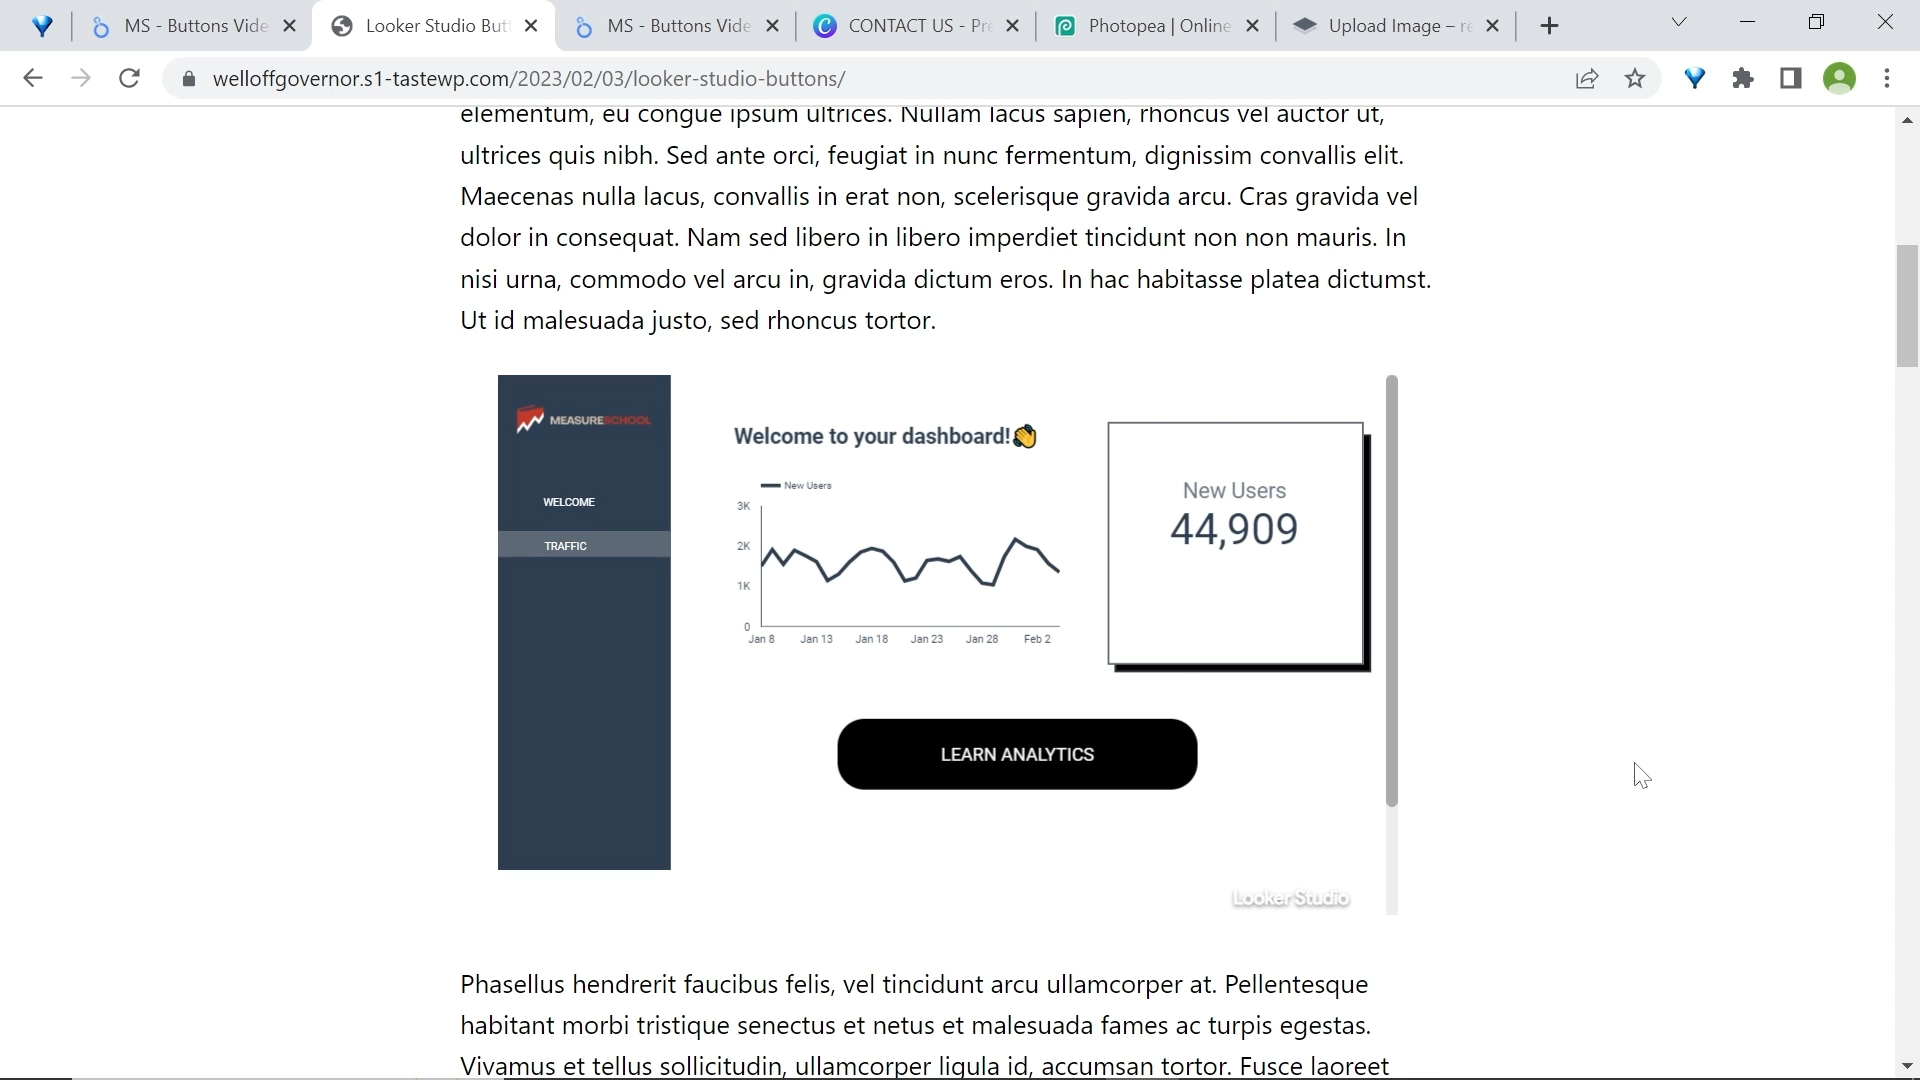 MS - Buttons Vide
Looker Studio But
MS - Buttons Vide
CONTACT US - Pre
Photopea | Online
Upload Image – re
welloffgovernor.s1-tastewp.com/2023/02/03/looker-studio-buttons/
elementum, eu congue ipsum ultrices. Nullam lacus sapien, rhoncus vel auctor ut,
ultrices quis nibh. Sed ante orci, feugiat in nunc fermentum, dignissim convallis elit.
Maecenas nulla lacus, convallis in erat non, scelerisque gravida arcu. Cras gravida vel
dolor in consequat. Nam sed libero in libero imperdiet tincidunt non non mauris. In
nisi urna, commodo vel arcu in, gravida dictum eros. In hac habitasse platea dictumst.
Ut id malesuada justo, sed rhoncus tortor.
MEASURESCHOOL
WELCOME
TRAFFIC
Welcome to your dashboard!👏
New Users
3K
2K
1K
0
Jan 8 Jan 13 Jan 18 Jan 23 Jan 28 Feb 2
New Users
44,909
LEARN ANALYTICS
Looker Studio
Phasellus hendrerit faucibus felis, vel tincidunt arcu ullamcorper at. Pellentesque
habitant morbi tristique senectus et netus et malesuada fames ac turpis egestas.
Vivamus et tellus sollicitudin, ullamcorper ligula id, accumsan tortor. Fusce laoreet